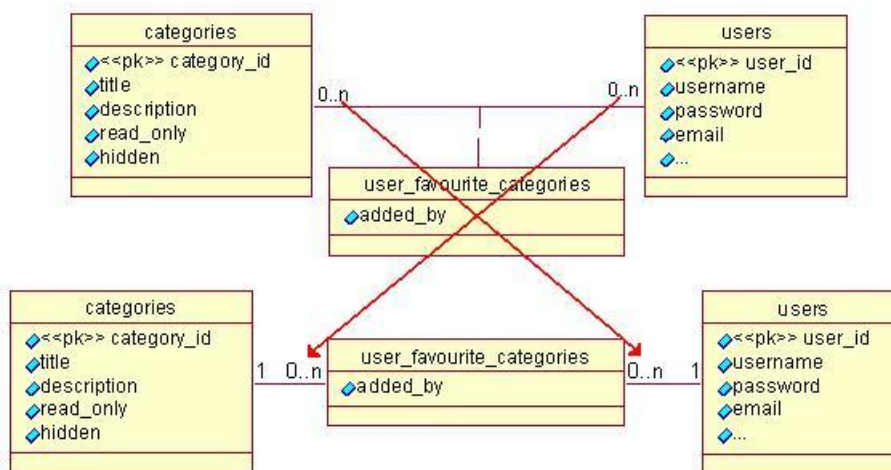 categories
<<pk>> category_id
title
description
read_only
hidden
0..n
0..n
users
<<pk>> user_id
username
password
email
...
user_favourite_categories
added_by
categories
<<pk>> category_id
title
description
read_only
hidden
1 0..n
user_favourite_categories
added_by
0..n 1
users
<<pk>> user_id
username
password
email
...